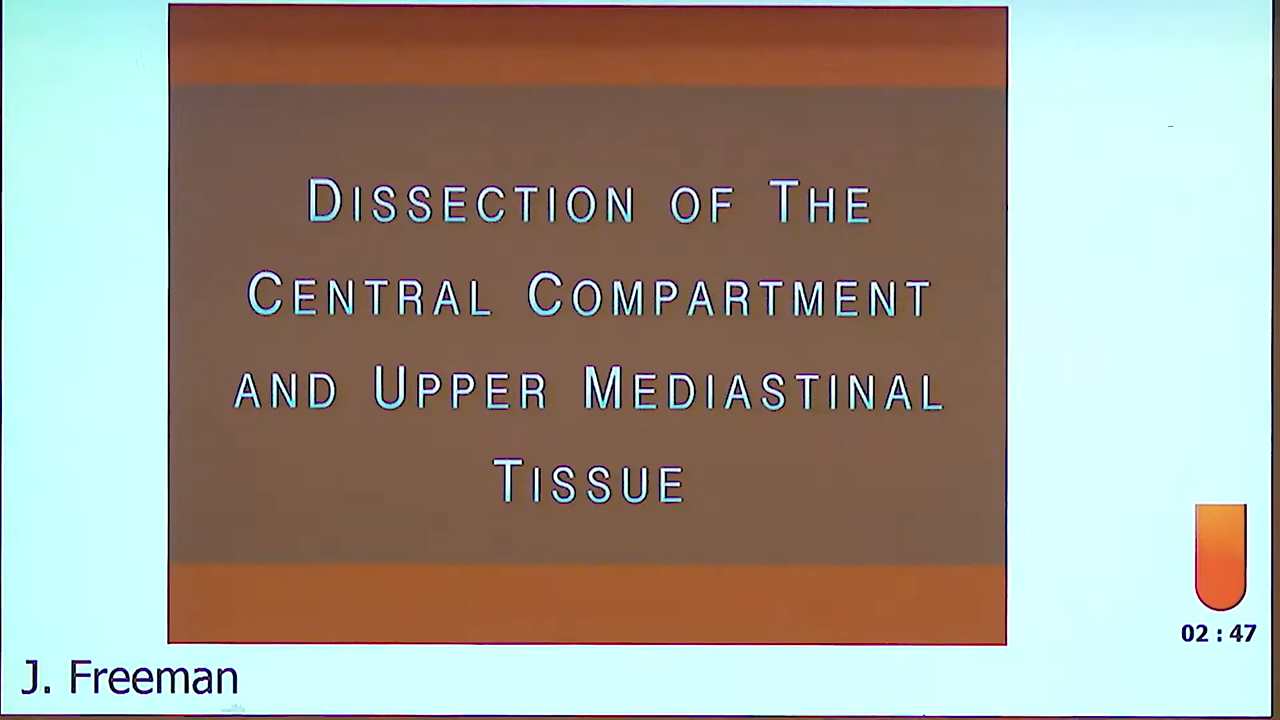 DISSECTION OF THE
CENTRAL COMPARTMENT
AND UPPER MEDIASTINAL
TISSUE
02 : 47
J. Freeman